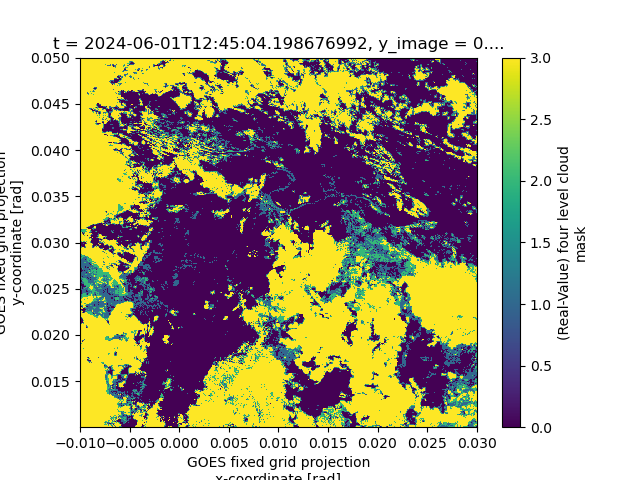 t = 2024-06-01T12:45:04.198676992, y_image = 0....
0.050
0.045
0.040
0.035
0.030
0.025
0.020
0.015
GOES fixed grid projection
y-coordinate [rad]
−0.010 −0.005 0.000 0.005 0.010 0.015 0.020 0.025 0.030
GOES fixed grid projection
x-coordinate [rad]
3.0
2.5
2.0
1.5
1.0
0.5
0.0
(Real-Value) four level cloud
mask